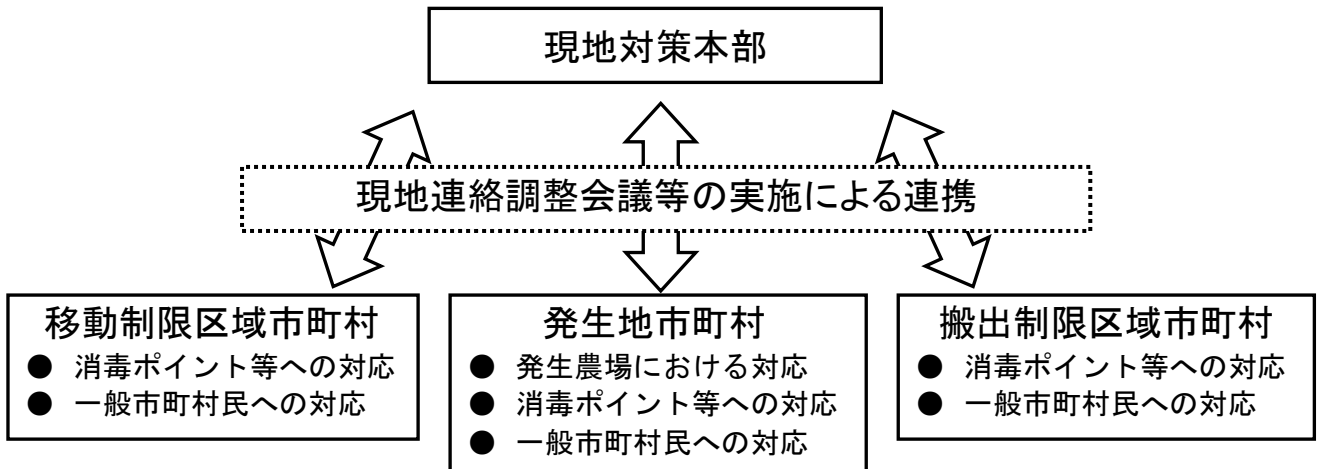 現地対策本部
現地連絡調整会議等の実施による連携
移動制限区域市町村
● 消毒ポイント等への対応
● 一般市町村民への対応
発生地市町村
● 発生農場における対応
● 消毒ポイント等への対応
● 一般市町村民への対応
搬出制限区域市町村
● 消毒ポイント等への対応
● 一般市町村民への対応